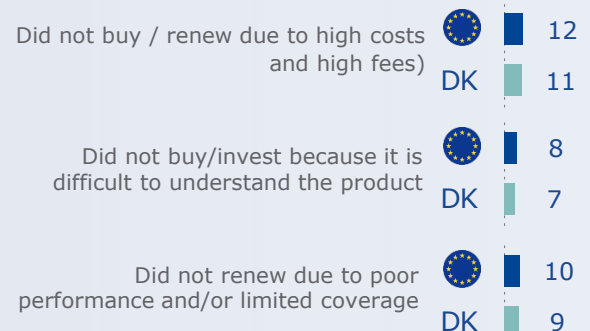 Did not buy / renew due to high costs
and high fees)
12
DK 11
Did not buy/invest because it is
difficult to understand the product
8
DK 7
Did not renew due to poor
performance and/or limited coverage
10
DK 9